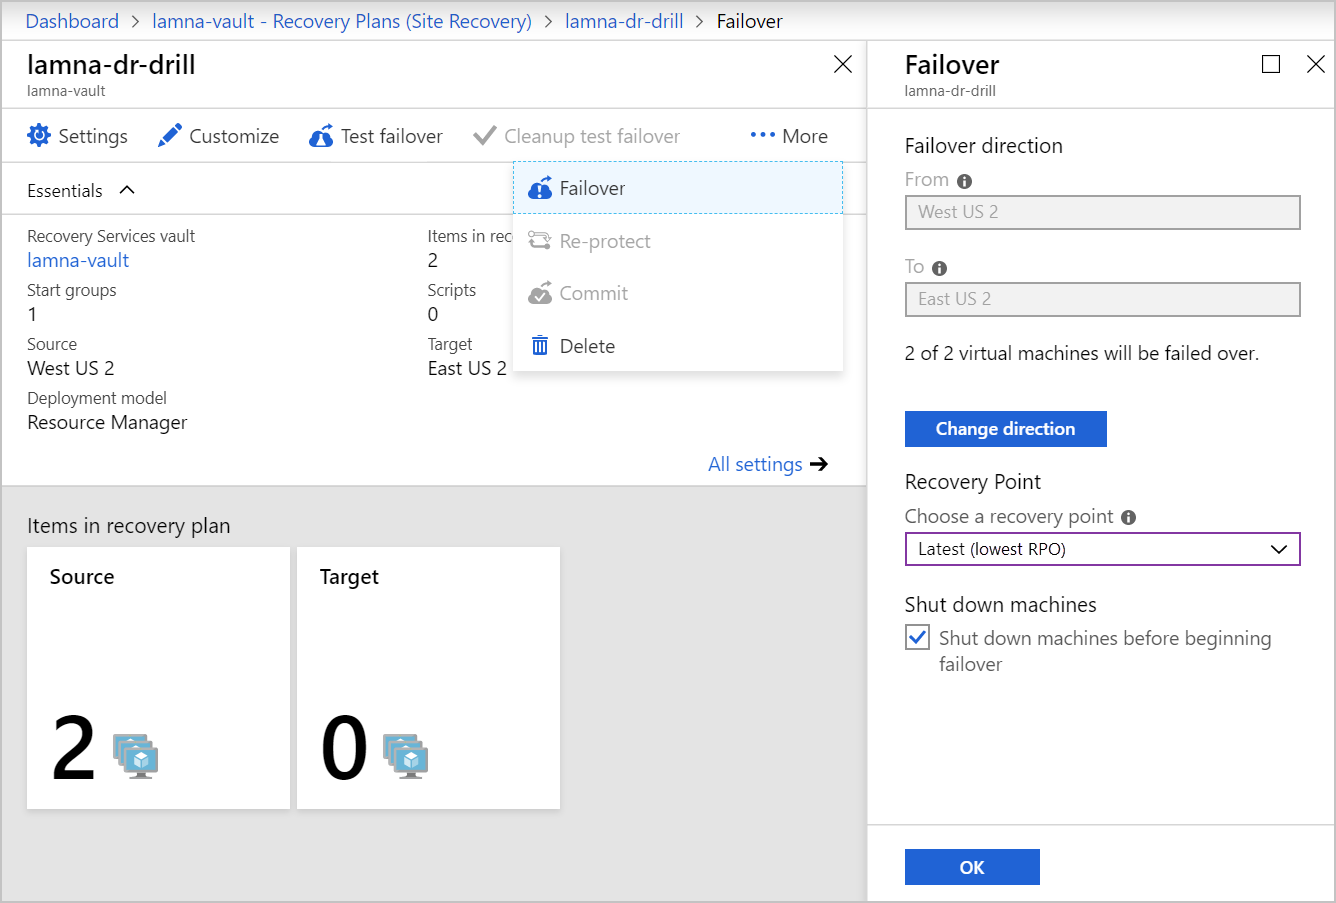 Dashboard > lamna-vault - Recovery Plans (Site Recovery) > lamna-dr-drill > Failover
lamna-dr-drill
lamna-vault
Settings Customize Test failover Cleanup test failover ••• More
Failover
Re-protect
Commit
Delete
Essentials
Recovery Services vault
lamna-vault
Start groups
1
Source
West US 2
Deployment model
Resource Manager
Items in rec
2
Scripts
0
Target
East US 2
All settings
Items in recovery plan
Source
2
Target
0
Failover
lamna-dr-drill
Failover direction
From
West US 2
To
East US 2
2 of 2 virtual machines will be failed over.
Change direction
Recovery Point
Choose a recovery point
Latest (lowest RPO)
Shut down machines
Shut down machines before beginning
failover
OK